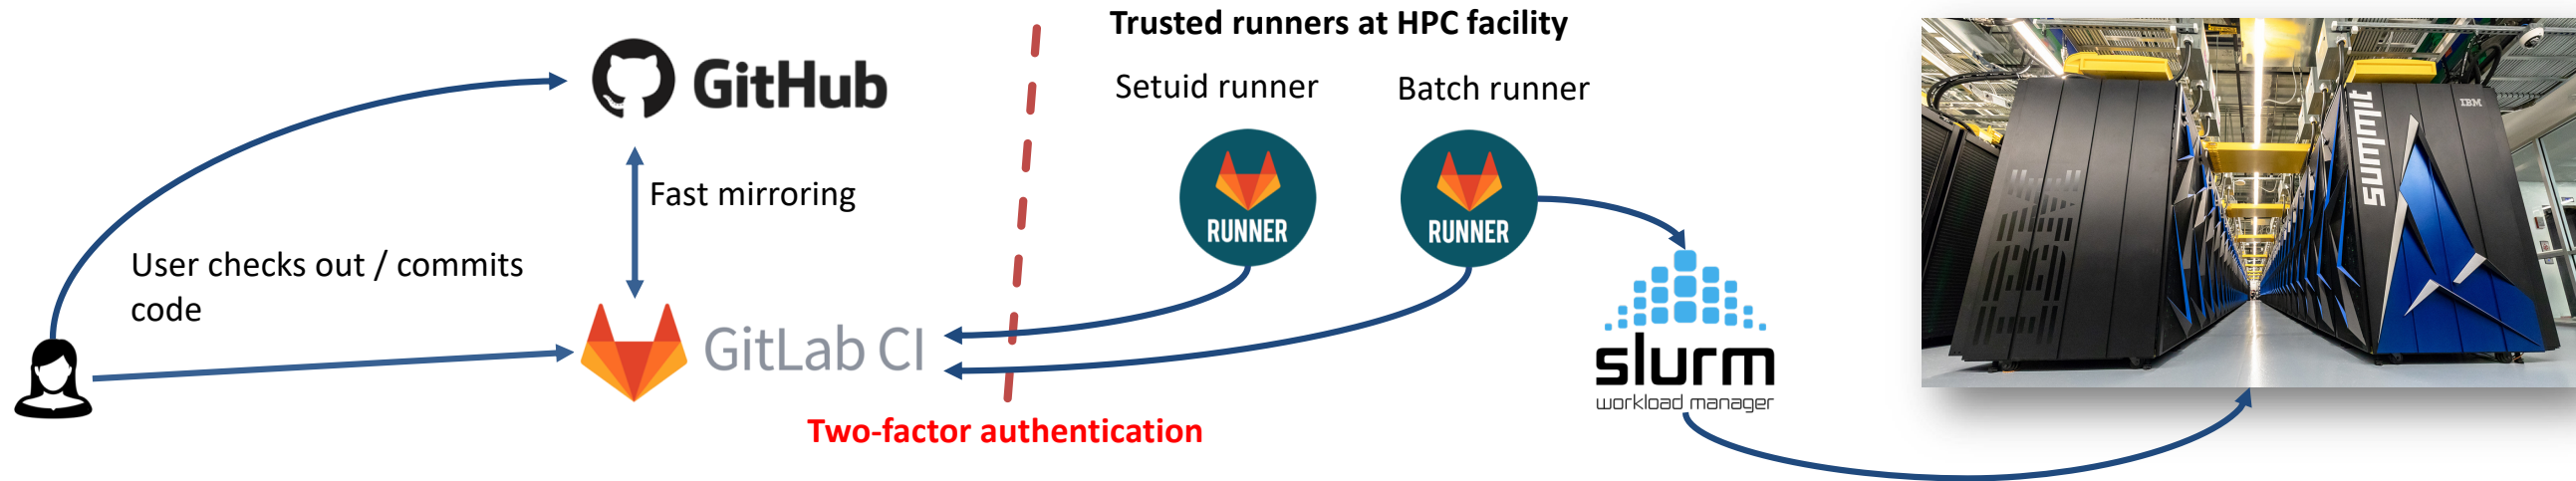 Trusted runners at HPC facility
GitHub
Setuid runner
Batch runner
Fast mirroring
RUNNER
RUNNER
User checks out / commits
code
GitLab CI
Two-factor authentication
slurm
workload manager
IBM
summit
IBM